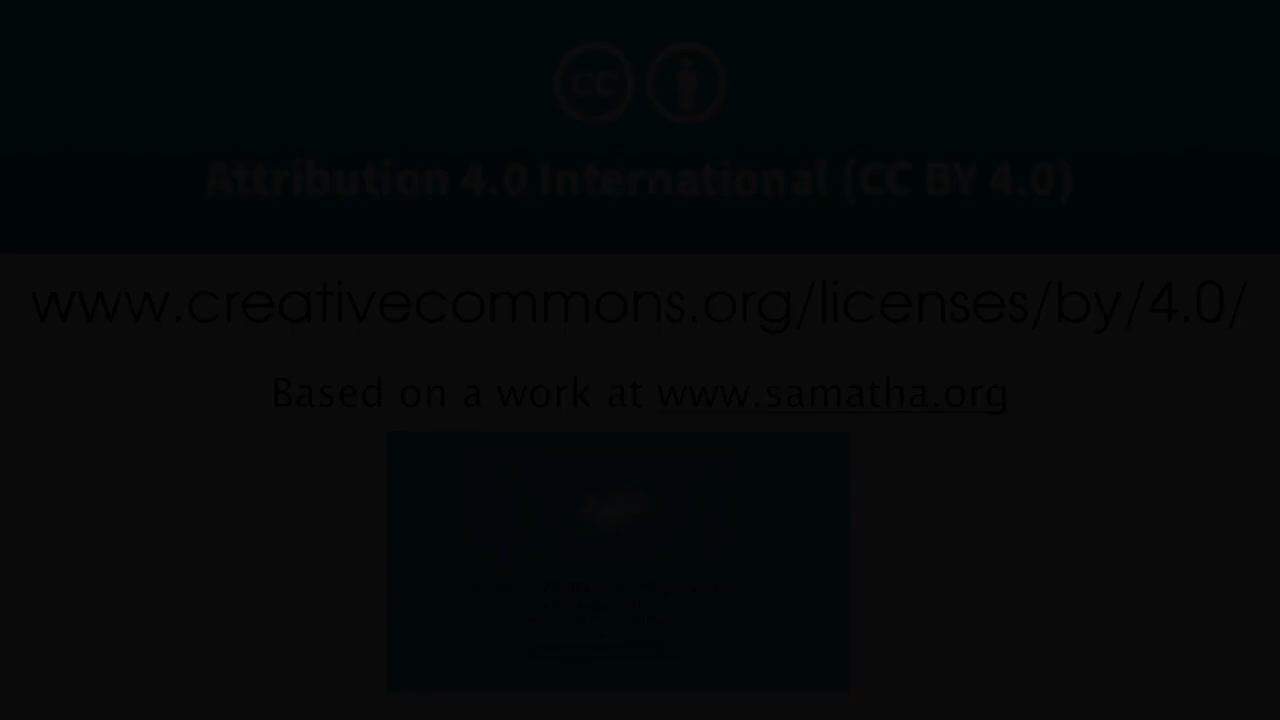 cc
Attribution 4.0 International (CC BY 4.0)
www.creativecommons.org/licenses/by/4.0/
Based on a work at www.samatha.org